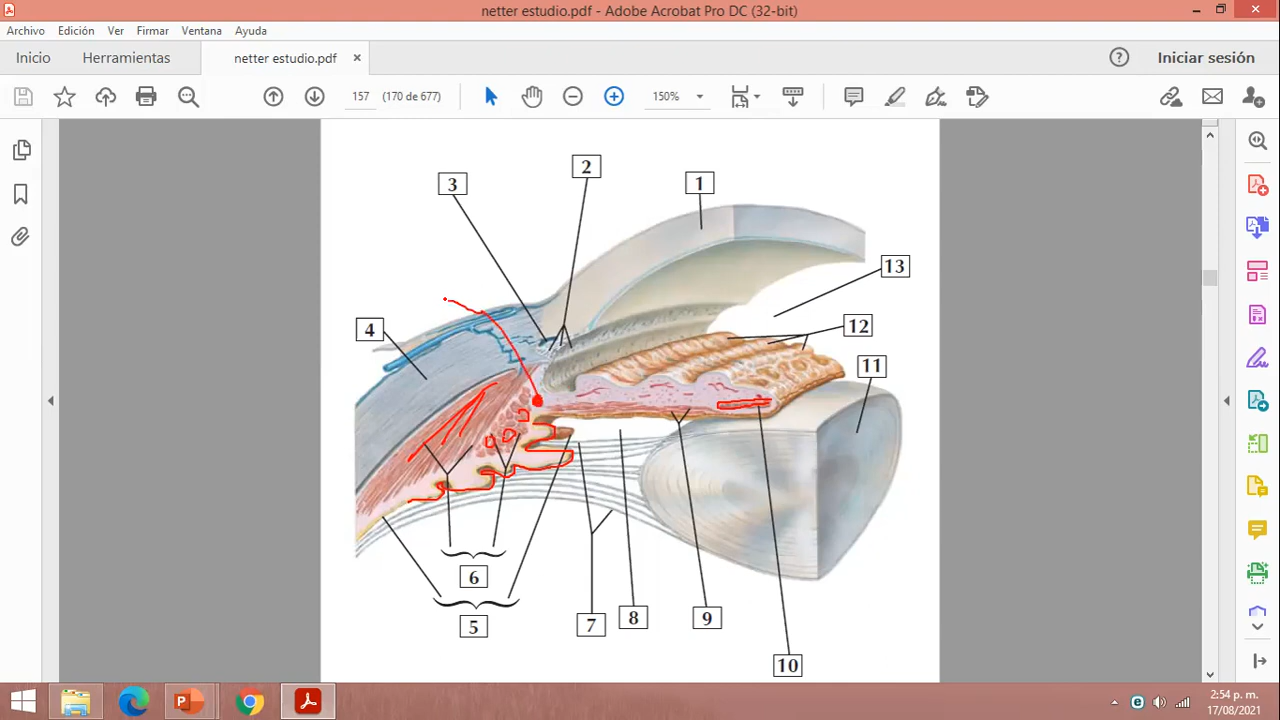 netter estudio.pdf - Adobe Acrobat Pro DC (32-bit)
Archivo Edición Ver Firmar Ventana Ayuda
Inicio Herramientas netter estudio.pdf × Iniciar sesión
157 (170 de 677) 150%
2
3
1
13
4
12
11
6
5
7
8
9
10
2:54 p. m.
17/08/2021